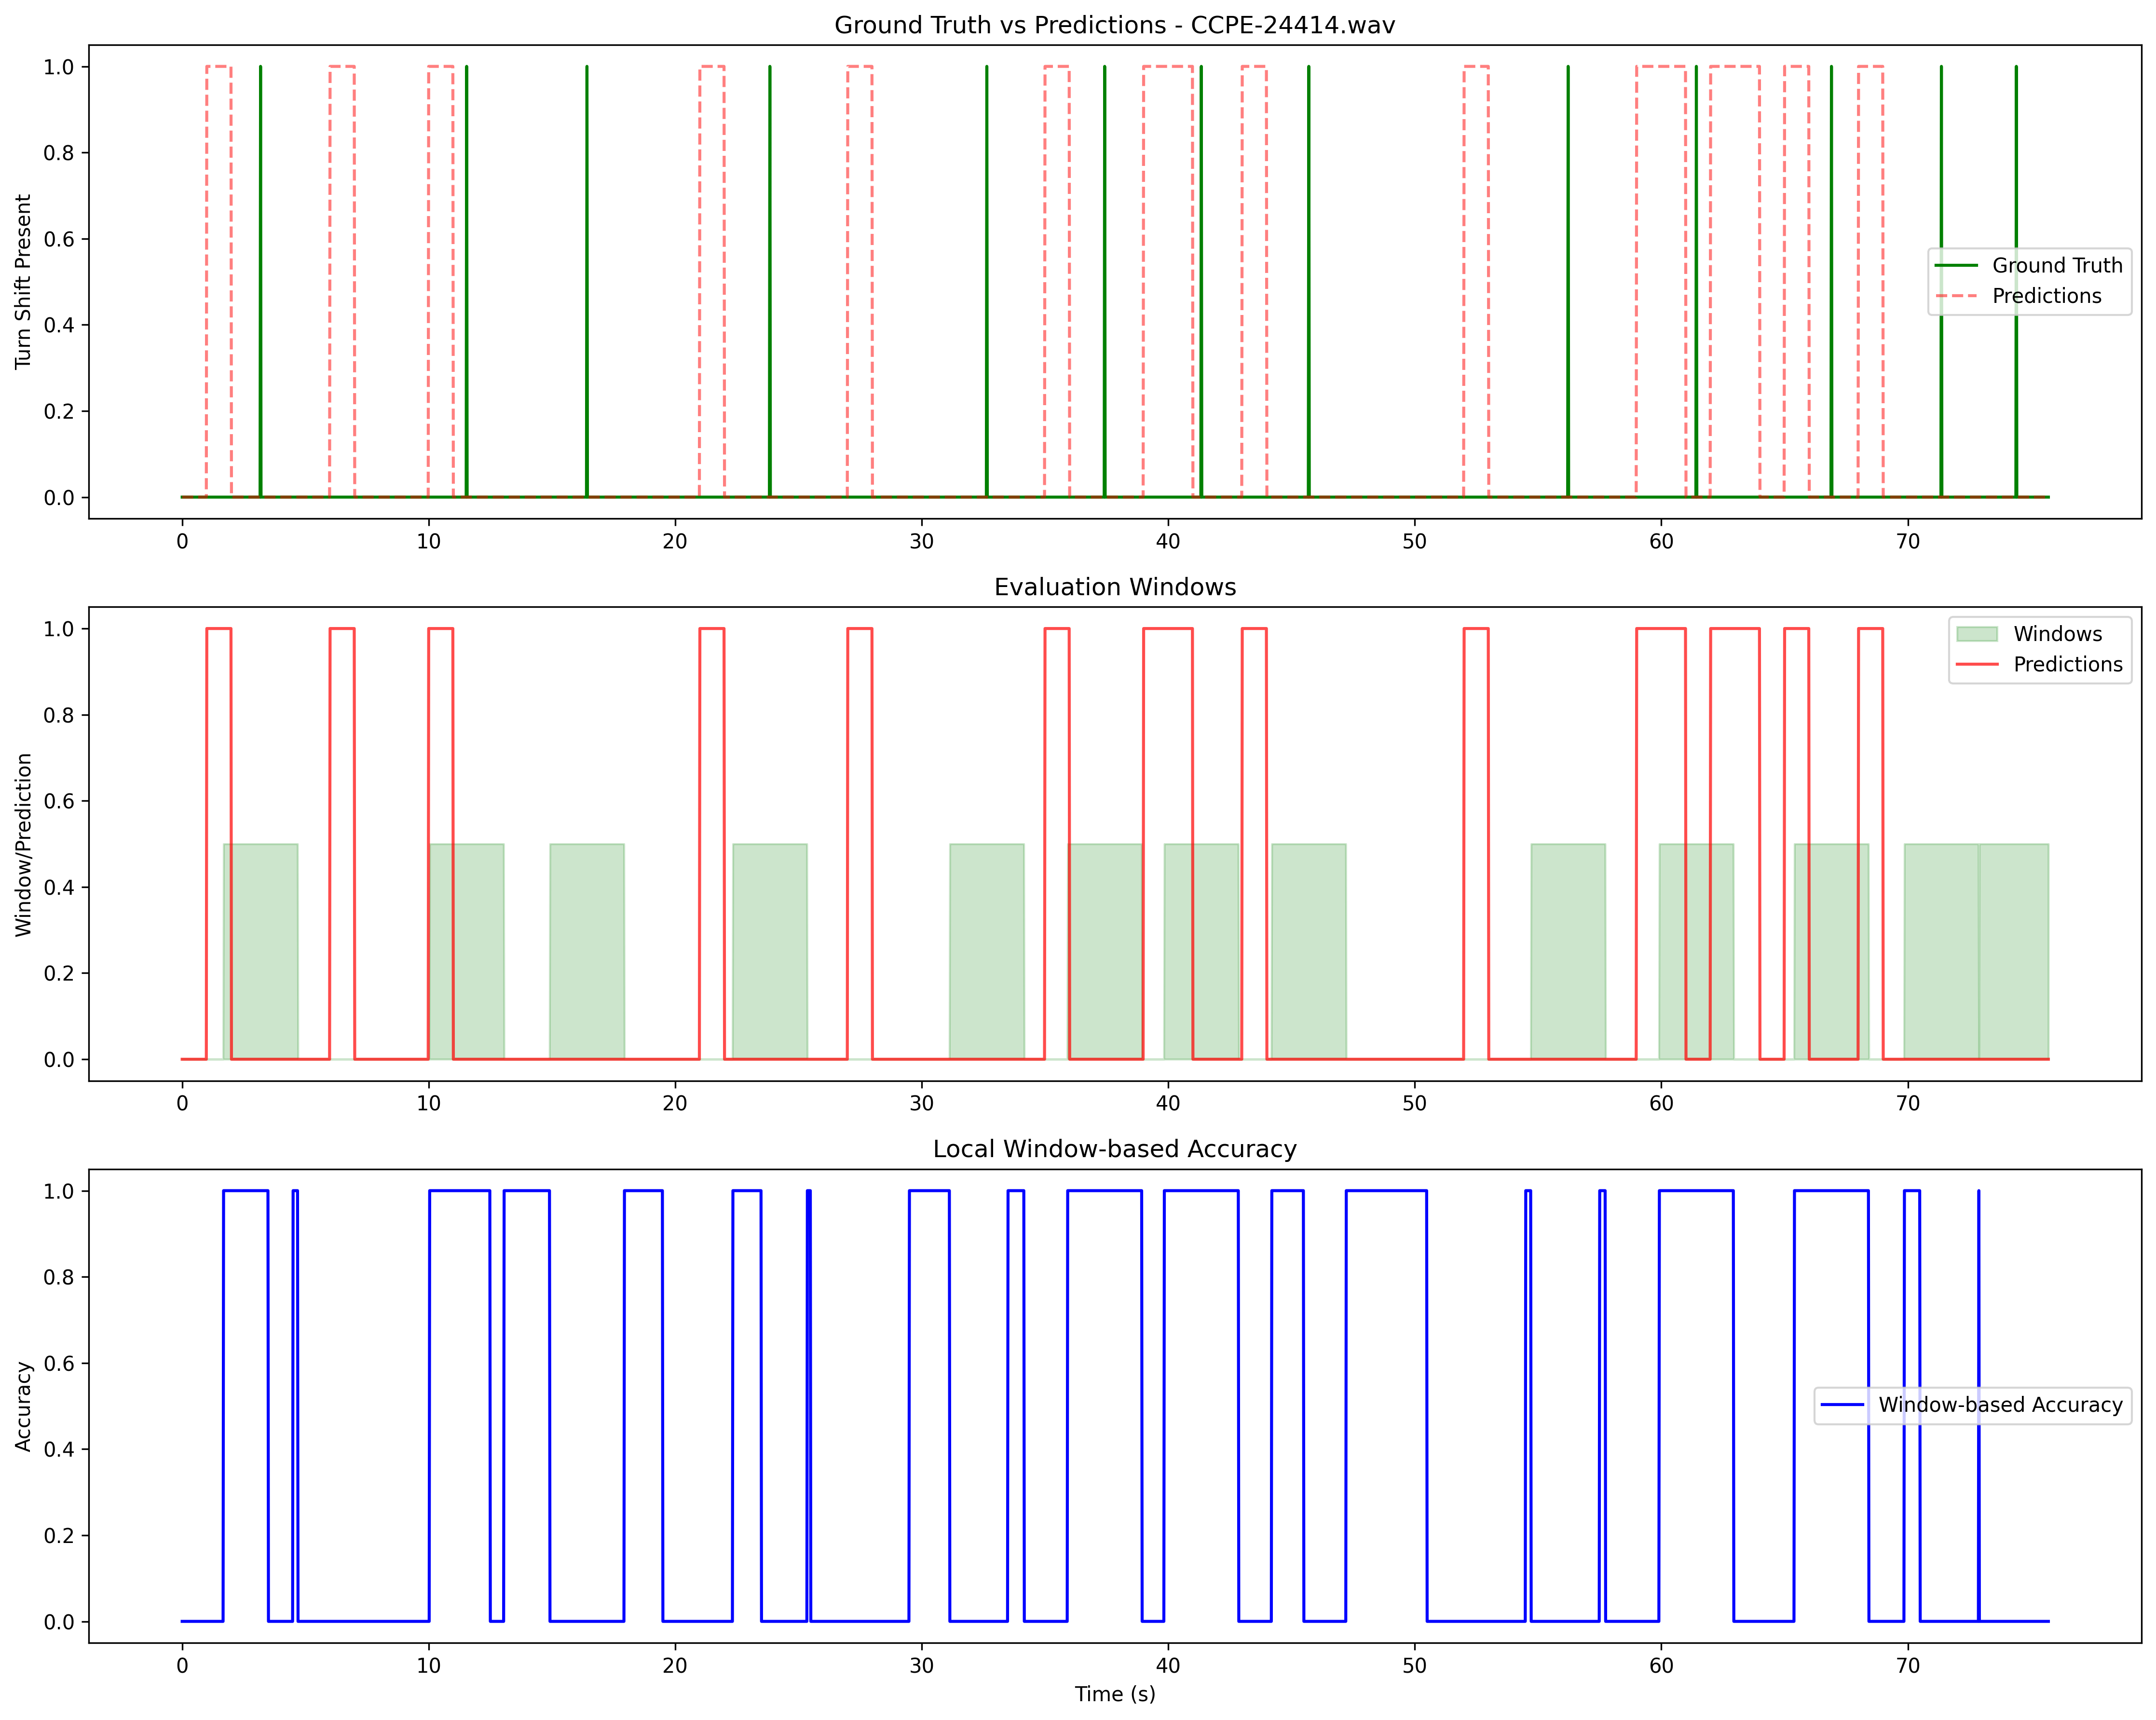 Ground Truth vs Predictions - CCPE-24414.wav
1.0
0.8
0.6
0.4
0.2
0.0
Turn Shift Present
Ground Truth
Predictions
0 10 20 30 40 50 60 70
Evaluation Windows
1.0
0.8
0.6
0.4
0.2
0.0
Window/Prediction
Windows
Predictions
0 10 20 30 40 50 60 70
Local Window-based Accuracy
1.0
0.8
0.6
0.4
0.2
0.0
Accuracy
Window-based Accuracy
0 10 20 30 40 50 60 70
Time (s)